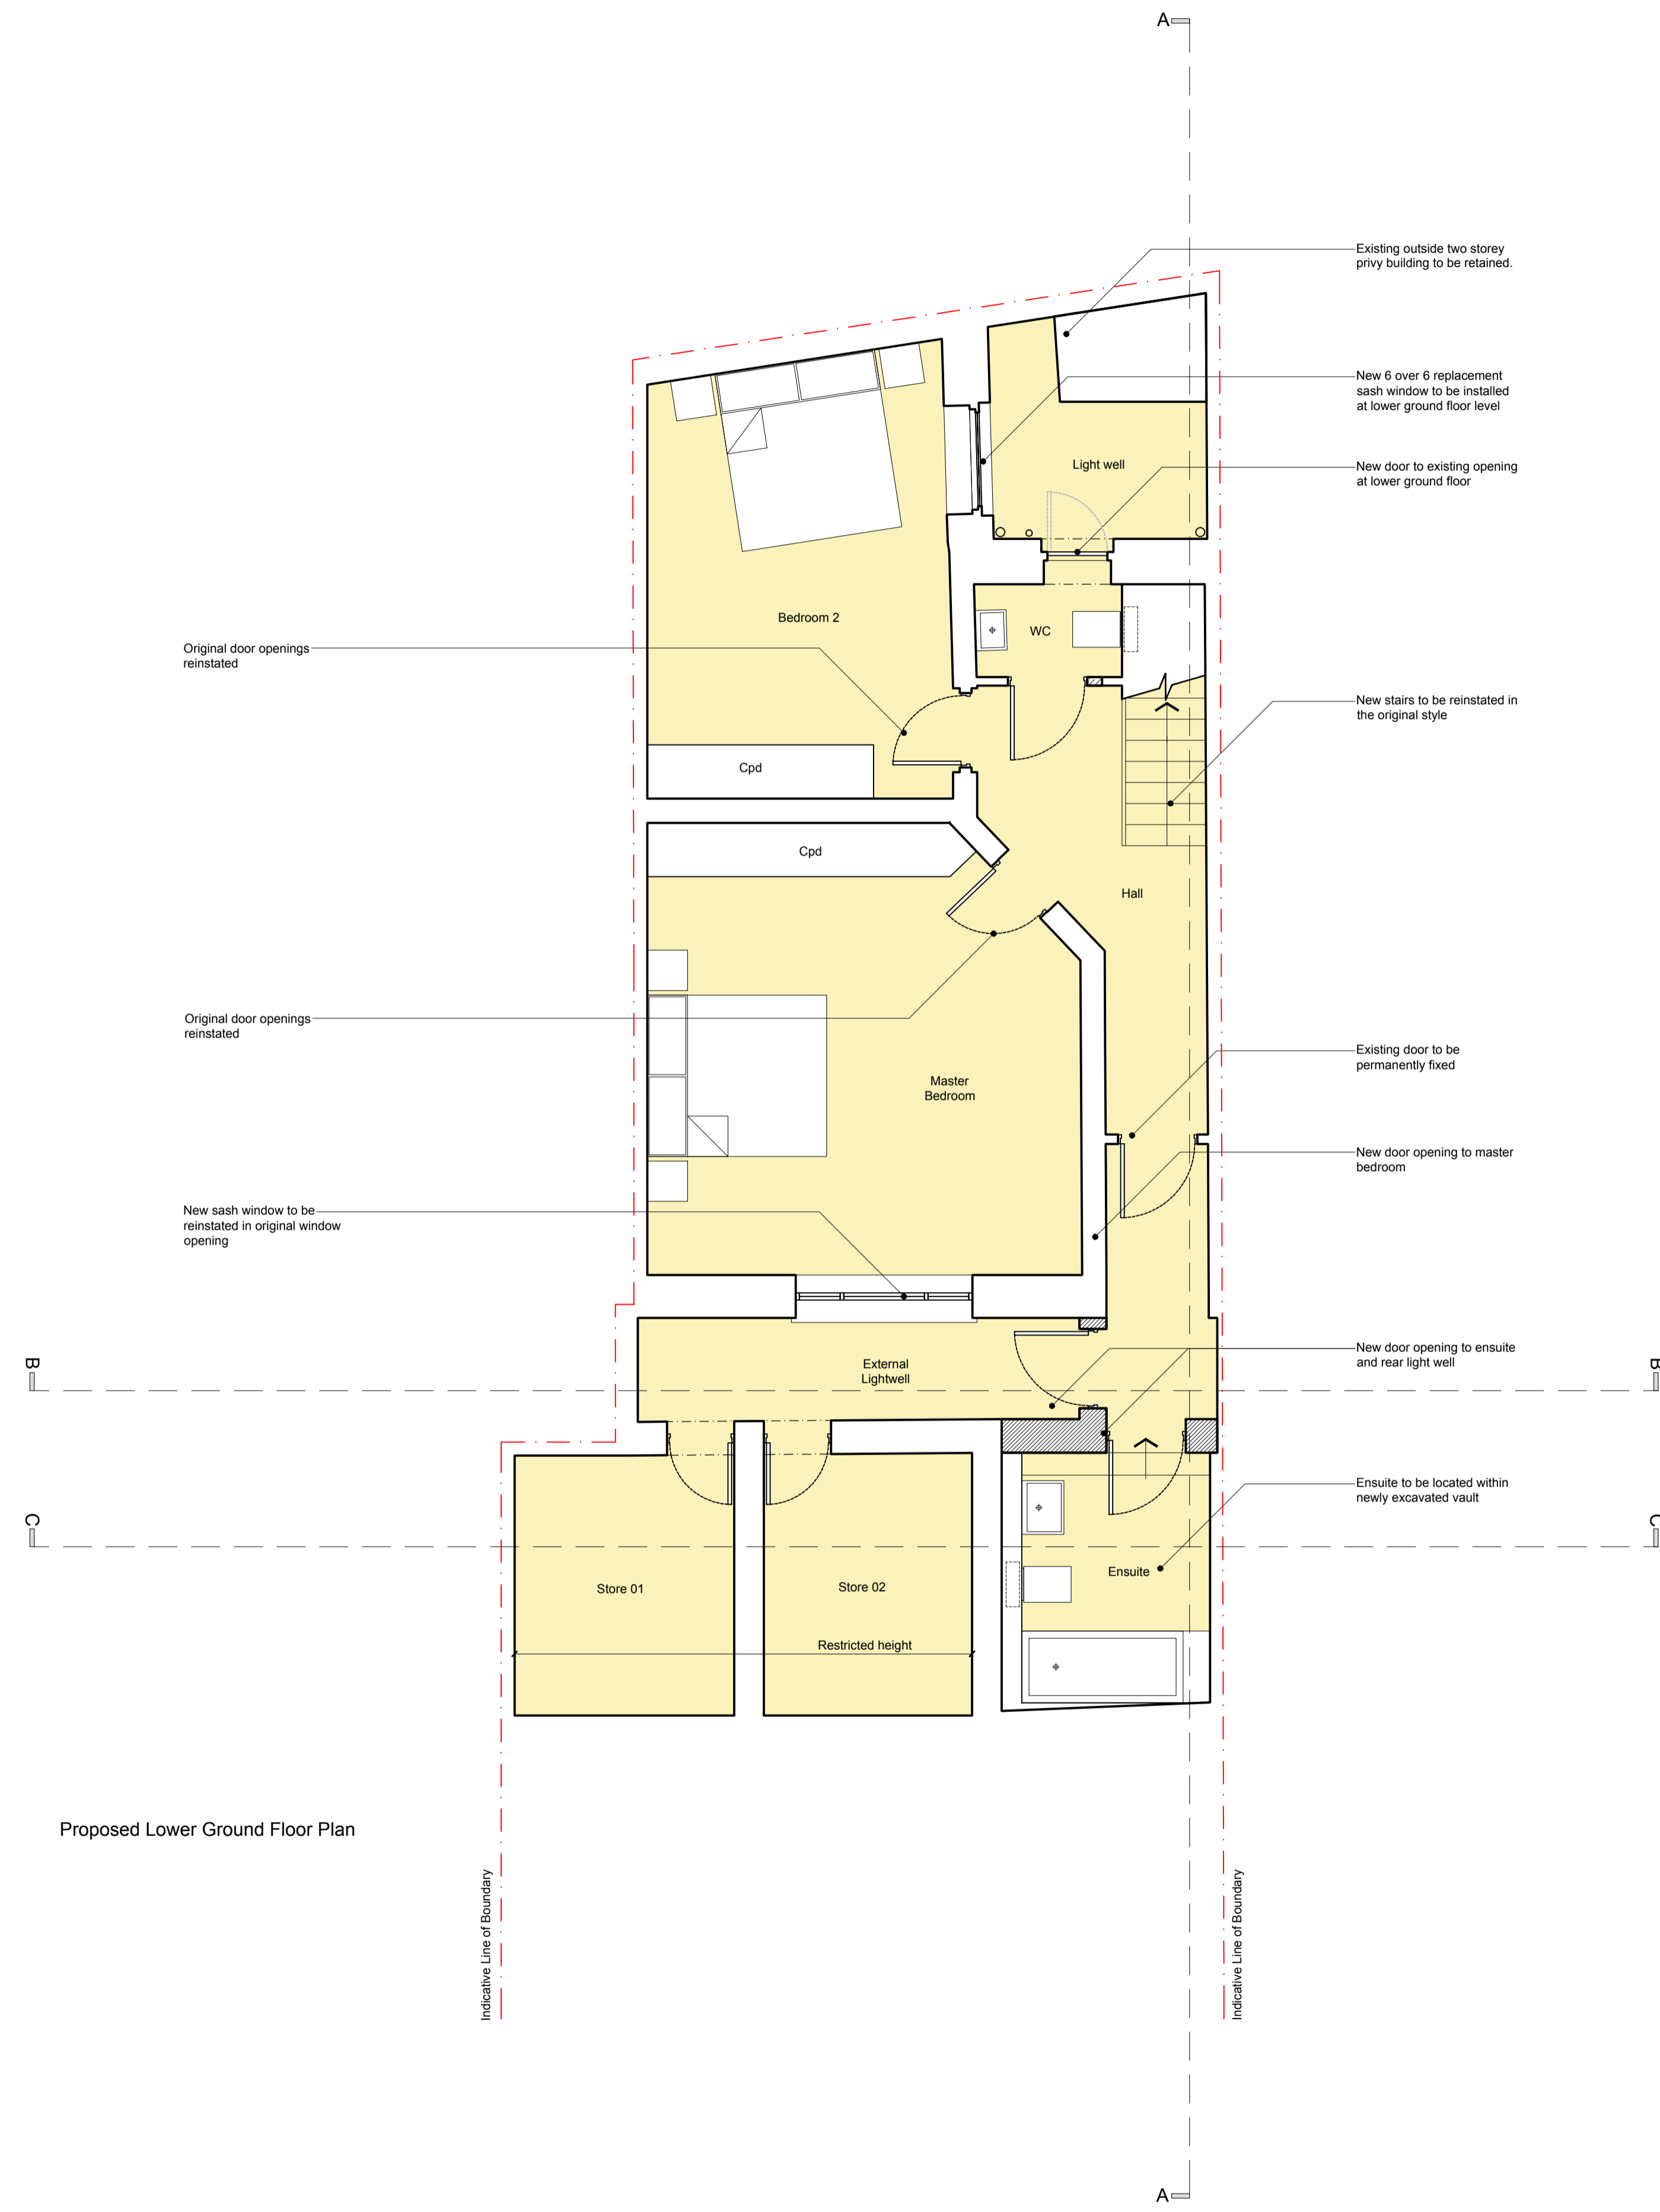 A
Existing outside two storey
privy building to be retained.
New 6 over 6 replacement
sash window to be installed
at lower ground floor level
Light well
New door to existing opening
at lower ground floor
Bedroom 2
WC
Original door openings
reinstated
New stairs to be reinstated in
the original style
Cpd
Cpd
Hall
Original door openings
reinstated
Existing door to be
permanently fixed
Master
Bedroom
New door opening to master
bedroom
New sash window to be
reinstated in original window
opening
New door opening to ensuite
and rear light well
External
Lightwell
B
B
Ensuite to be located within
newly excavated vault
C
C
Ensuite
Store 01
Store 02
Restricted height
Proposed Lower Ground Floor Plan
Indicative Line of Boundary
Indicative Line of Boundary
A